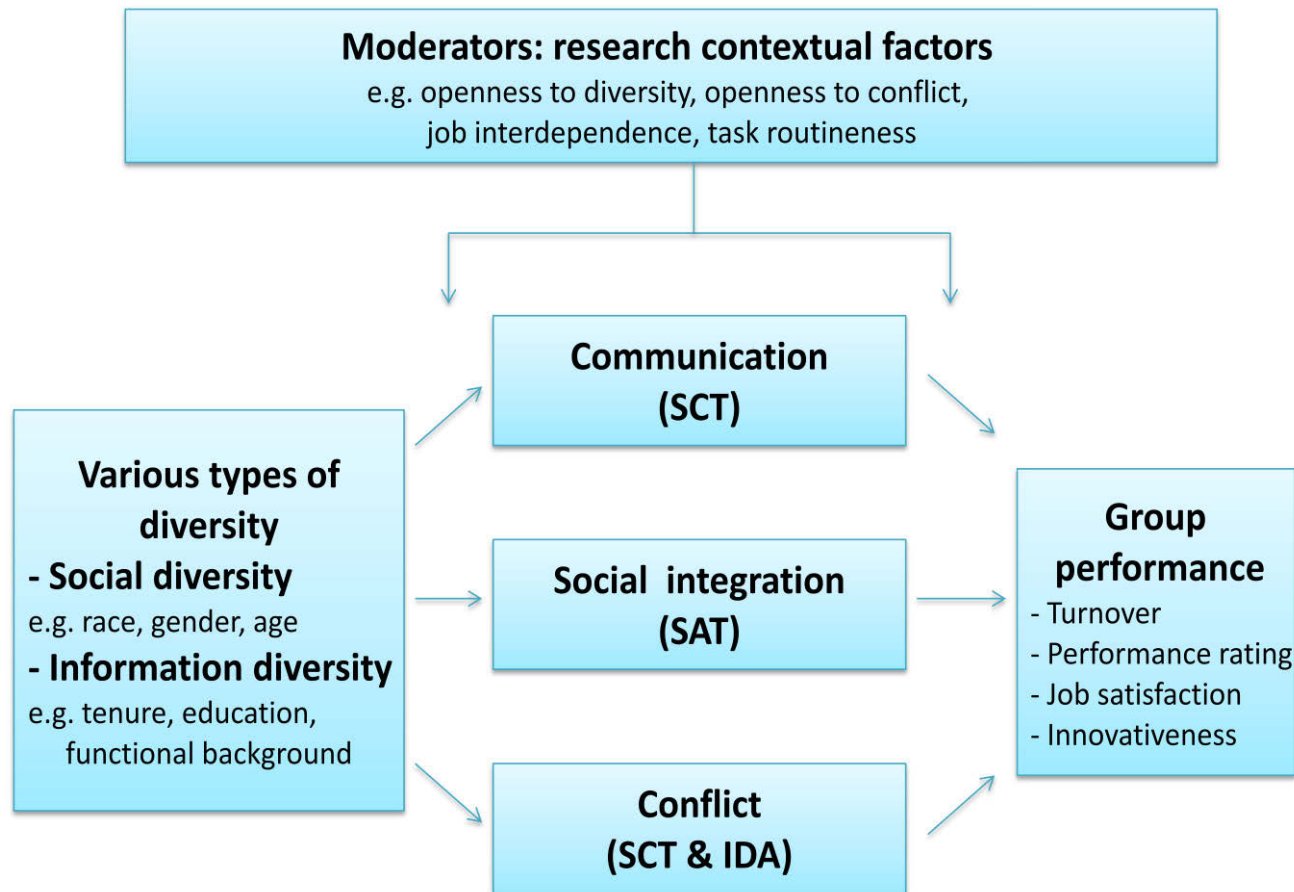 Moderators: research contextual factors
e.g. openness to diversity, openness to conflict,
job interdependence, task routineness
Communication
(SCT)
Various types of
diversity
- Social diversity
e.g. race, gender, age
- Information diversity
e.g. tenure, education,
functional background
Social integration
(SAT)
Conflict
(SCT & IDA)
Group
performance
- Turnover
- Performance rating
- Job satisfaction
- Innovativeness